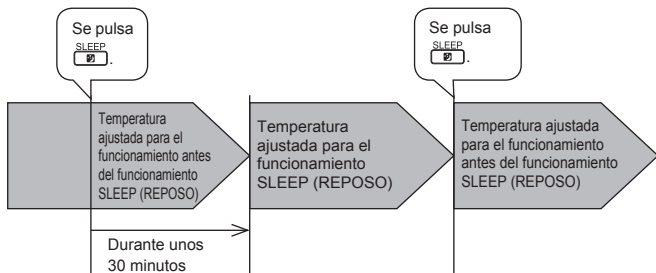 Se pulsa
SLEEP
.
Se pulsa
SLEEP
.
Temperatura
ajustada para el
funcionamiento antes
del funcionamiento
SLEEP (REPOSO)
Temperatura
ajustada para el
funcionamiento
SLEEP (REPOSO)
Temperatura ajustada
para el funcionamiento
antes del funcionamiento
SLEEP (REPOSO)
Durante unos
30 minutos